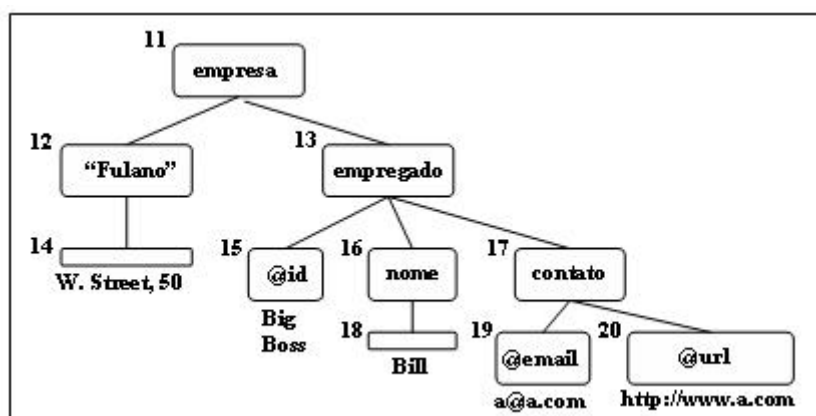 11
empresa
12
"Fulano"
13
empregado
14
W. Street, 50
15
@id
Big
Boss
16
nome
17
contato
18
Bill
19
@email
a@a.com
20
@url
http://www.a.com